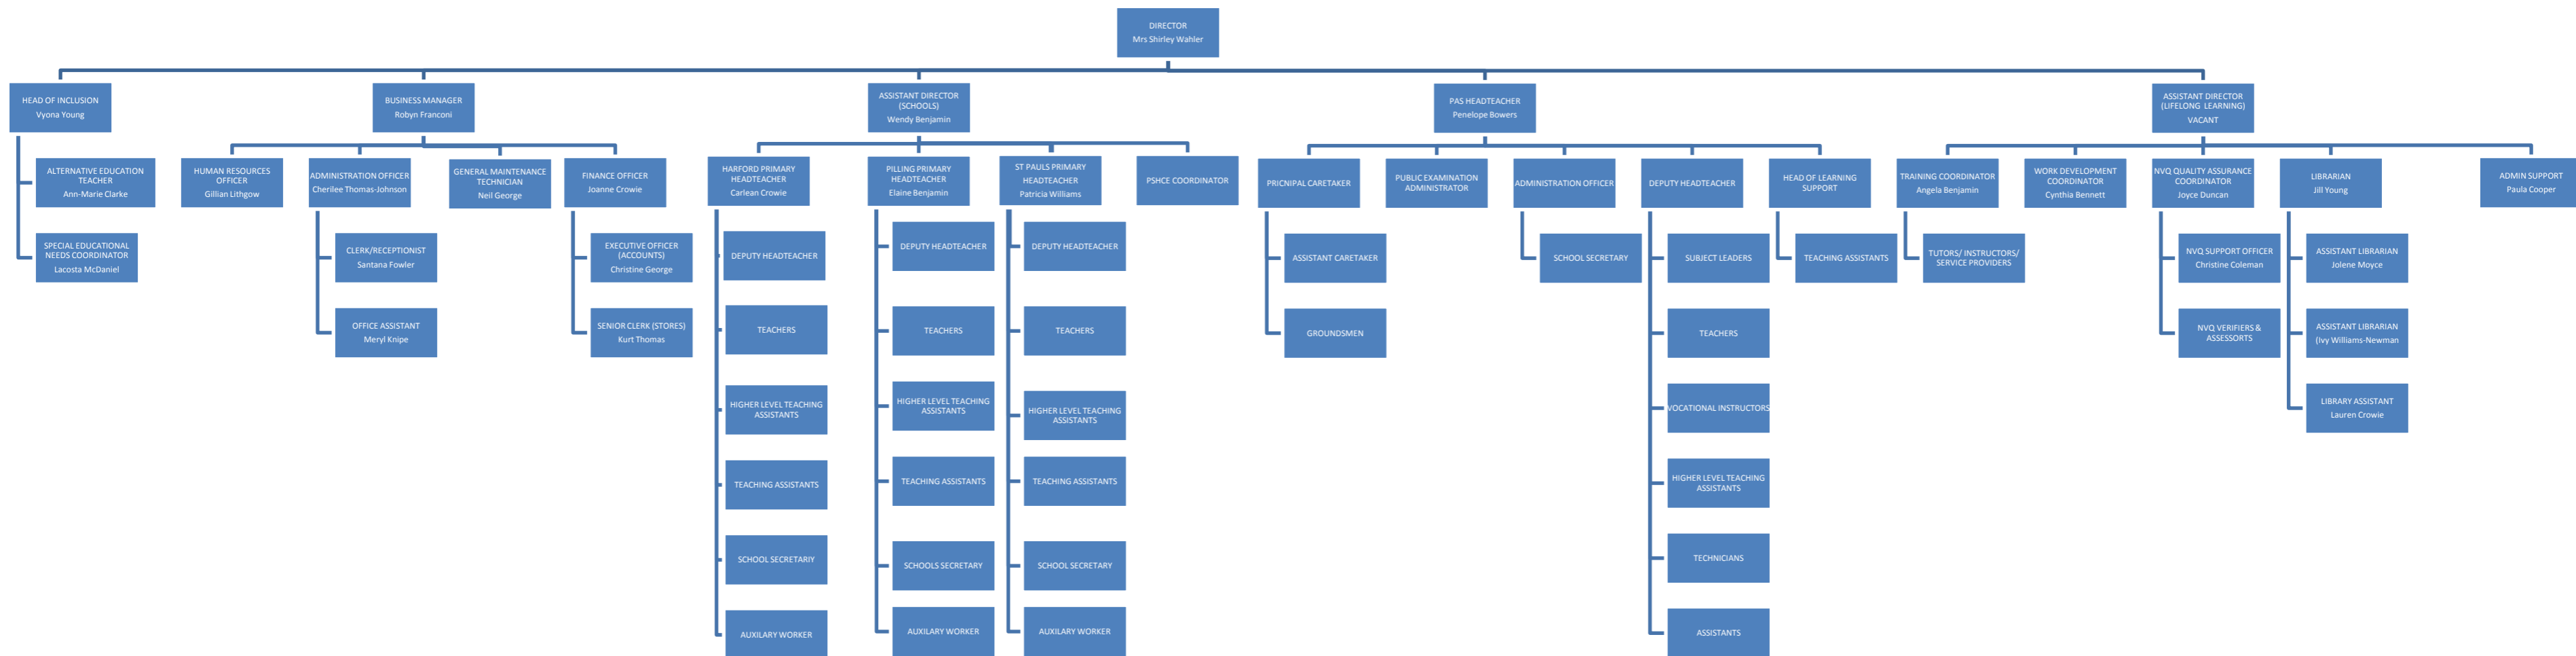 DIRECTOR
Mrs Shirley Wahler
HEAD OF INCLUSION
Vyona Young
BUSINESS MANAGER
Robyn Franconi
ASSISTANT DIRECTOR
(SCHOOLS)
Wendy Benjamin
PAS HEADTEACHER
Penelope Bowers
ASSISTANT DIRECTOR
(LIFELONG LEARNING)
VACANT
ALTERNATIVE EDUCATION
TEACHER
Ann-Marie Clarke
SPECIAL EDUCATIONAL
NEEDS COORDINATOR
Lacosta McDaniel
HUMAN RESOURCES
OFFICER
Gillian Lithgow
ADMINISTRATION OFFICER
Cherilee Thomas-Johnson
CLERK/RECEPTIONIST
Santana Fowler
OFFICE ASSISTANT
Meryl Knipe
GENERAL MAINTENANCE
TECHNICIAN
Neil George
FINANCE OFFICER
Joanne Crowie
EXECUTIVE OFFICER
(ACCOUNTS)
Christine George
SENIOR CLERK (STORES)
Kurt Thomas
HARFORD PRIMARY
HEADTEACHER
Carlean Crowie
DEPUTY HEADTEACHER
TEACHERS
HIGHER LEVEL TEACHING
ASSISTANTS
TEACHING ASSISTANTS
SCHOOL SECRETARIY
AUXILARY WORKER
PILLING PRIMARY
HEADTEACHER
Elaine Benjamin
DEPUTY HEADTEACHER
TEACHERS
HIGHER LEVEL TEACHING
ASSISTANTS
TEACHING ASSISTANTS
SCHOOLS SECRETARY
AUXILARY WORKER
ST PAULS PRIMARY
HEADTEACHER
Patricia Williams
DEPUTY HEADTEACHER
TEACHERS
HIGHER LEVEL TEACHING
ASSISTANTS
TEACHING ASSISTANTS
SCHOOL SECRETARY
AUXILARY WORKER
PSHCE COORDINATOR
PRICNIPAL CARETAKER
ASSISTANT CARETAKER
GROUNDSMEN
PUBLIC EXAMINATION
ADMINISTRATOR
ADMINISTRATION OFFICER
SCHOOL SECRETARY
DEPUTY HEADTEACHER
SUBJECT LEADERS
TEACHERS
VOCATIONAL INSTRUCTORS
HIGHER LEVEL TEACHING
ASSISTANTS
TECHNICIANS
ASSISTANTS
HEAD OF LEARNING
SUPPORT
TEACHING ASSISTANTS
TRAINING COORDINATOR
Angela Benjamin
TUTORS/ INSTRUCTORS/
SERVICE PROVIDERS
WORK DEVELOPMENT
COORDINATOR
Cynthia Bennett
NVQ QUALITY ASSURANCE
COORDINATOR
Joyce Duncan
NVQ SUPPORT OFFICER
Christine Coleman
NVQ VERIFIERS &
ASSESSORTS
LIBRARIAN
Jill Young
ASSISTANT LIBRARIAN
Jolene Moyce
ASSISTANT LIBRARIAN
(Ivy Williams-Newman
LIBRARY ASSISTANT
Lauren Crowie
ADMIN SUPPORT
Paula Cooper